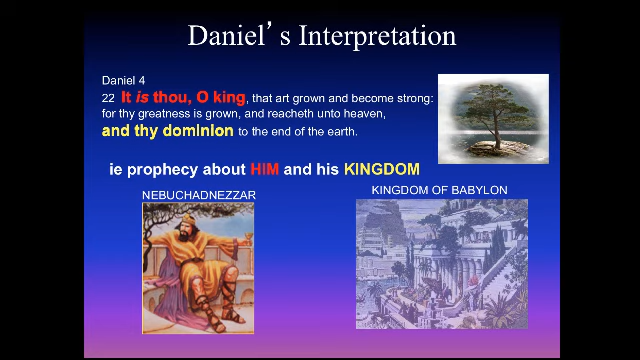 Daniel's Interpretation
Daniel 4
22 It is thou, O king, that art grown and become strong:
for thy greatness is grown, and reacheth unto heaven,
and thy dominion to the end of the earth.
ie prophecy about HIM and his KINGDOM
NEBUCHADNEZZAR
KINGDOM OF BABYLON